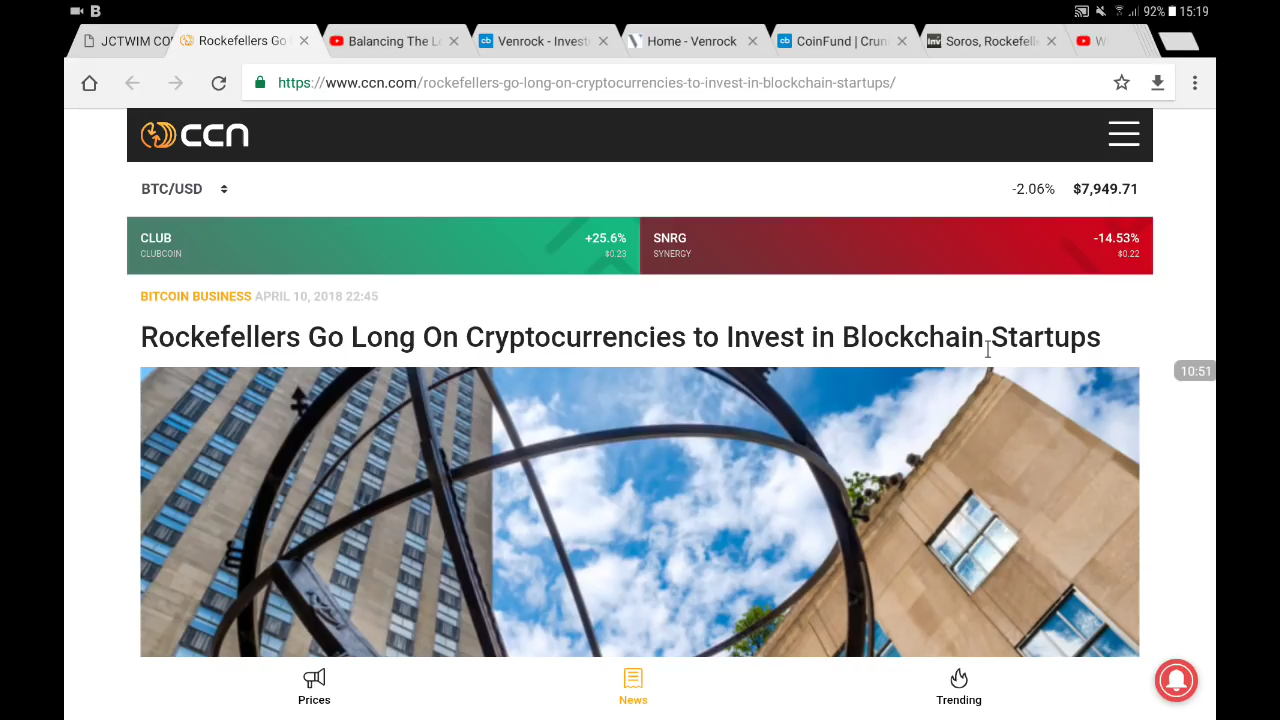 B
92% 15:19
JCTWIM CO
Rockefellers Go
Balancing The L
cb Venrock - Invest
Home - Venrock
cb CoinFund | Crun
Inv Soros, Rockefell
W
https://www.ccn.com/rockefellers-go-long-on-cryptocurrencies-to-invest-in-blockchain-startups/
ccn
BTC/USD
-2.06% $7,949.71
CLUB +25.6%
CLUBCOIN $0.23
SNRG -14.53%
SYNERGY $0.22
BITCOIN BUSINESS APRIL 10, 2018 22:45
Rockefellers Go Long On Cryptocurrencies to Invest in Blockchain Startups
10:51
Prices
News
Trending